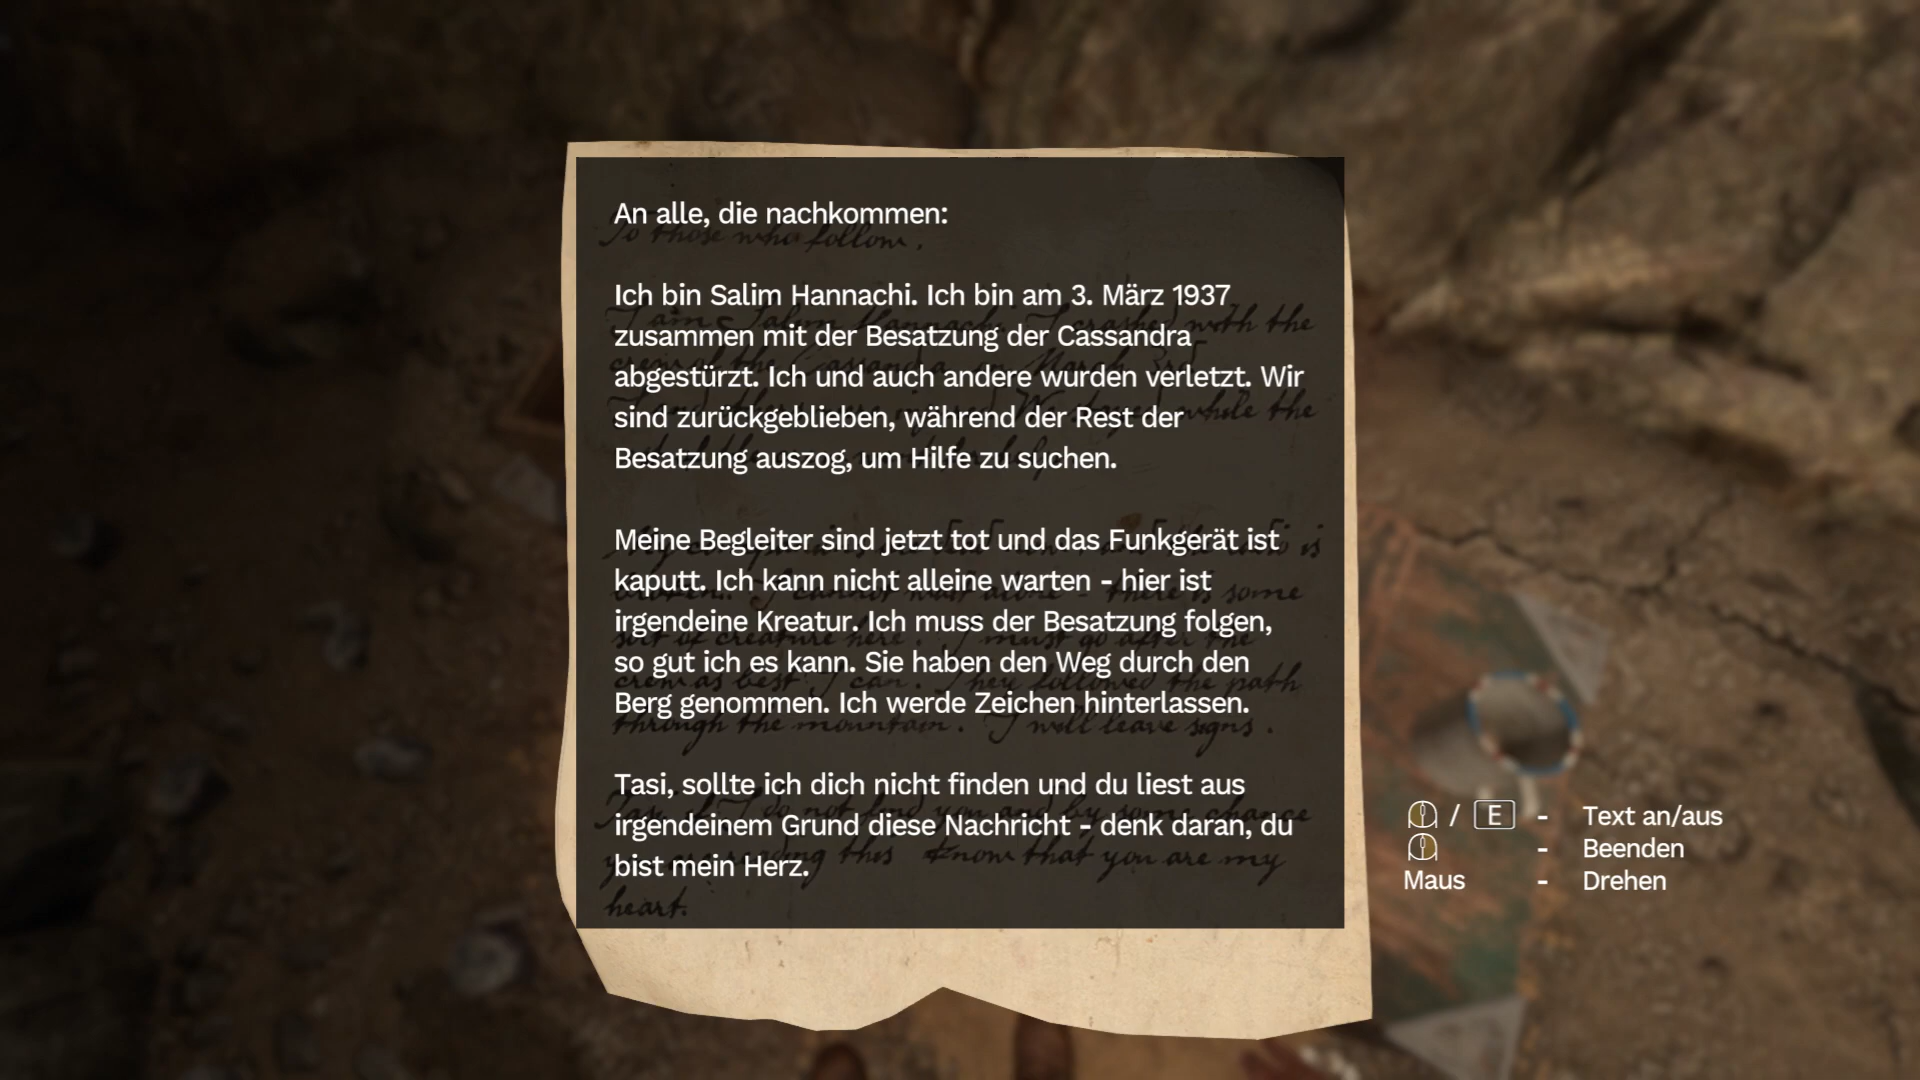 An alle, die nachkommen:
To those who follow.
Ich bin Salim Hannachi. Ich bin am 3. März 1937
zusammen mit der Besatzung der Cassandra
abgestürzt. Ich und auch andere wurden verletzt. Wir
sind zurückgeblieben, während der Rest der
Besatzung auszog, um Hilfe zu suchen.
Meine Begleiter sind jetzt tot und das Funkgerät ist
kaputt. Ich kann nicht alleine warten - hier ist
irgendeine Kreatur. Ich muss der Besatzung folgen,
so gut ich es kann. Sie haben den Weg durch den
Berg genommen. Ich werde Zeichen hinterlassen.
through the mountain. I will leave signs.
Tasi, sollte ich dich nicht finden und du liest aus
irgendeinem Grund diese Nachricht - denk daran, du
bist mein Herz.
heart.
/ E - Text an/aus
- Beenden
Maus - Drehen